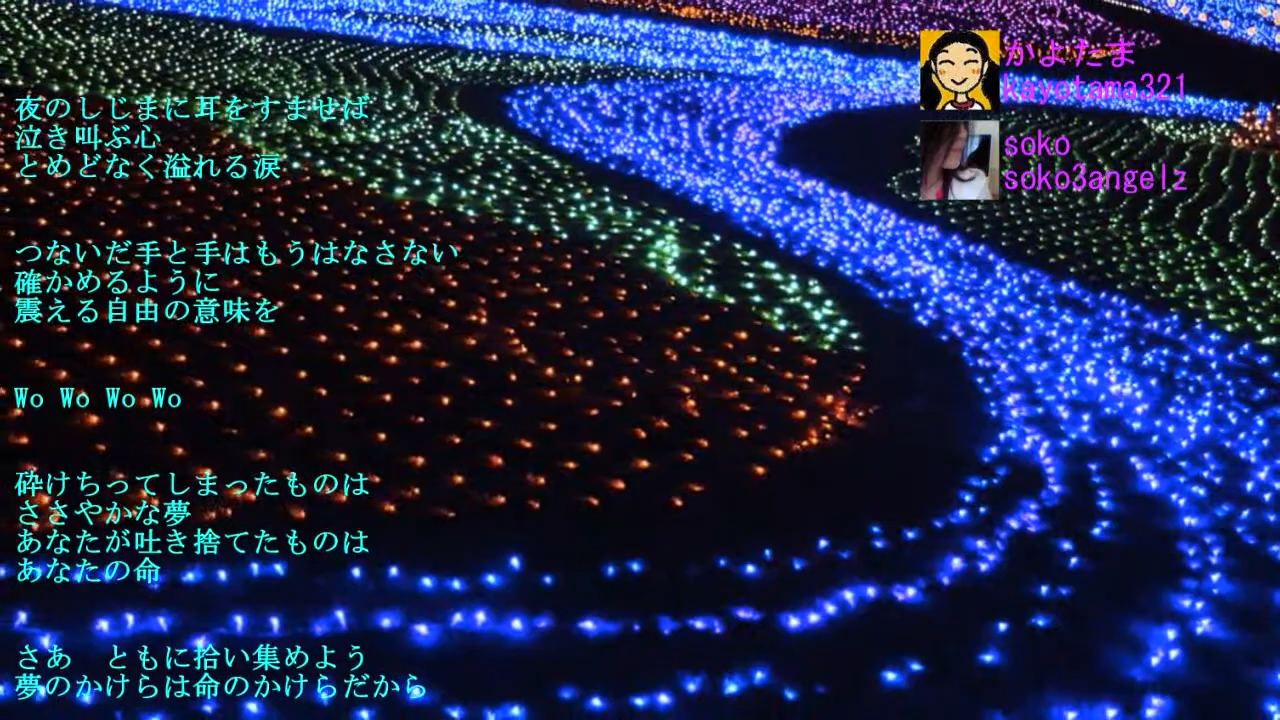 夜のしじまに耳をすませば
泣き叫ぶ心
とめどなく溢れる涙
つないだ手と手はもうはなさない
確かめるように
震える自由の意味を
Wo Wo Wo Wo
砕けちってしまったものは
ささやかな夢
あなたが吐き捨てたものは
あなたの命
さあ　ともに拾い集めよう
夢のかけらは命のかけらだから
かよたま
kayotama321
soko
soko3angelz